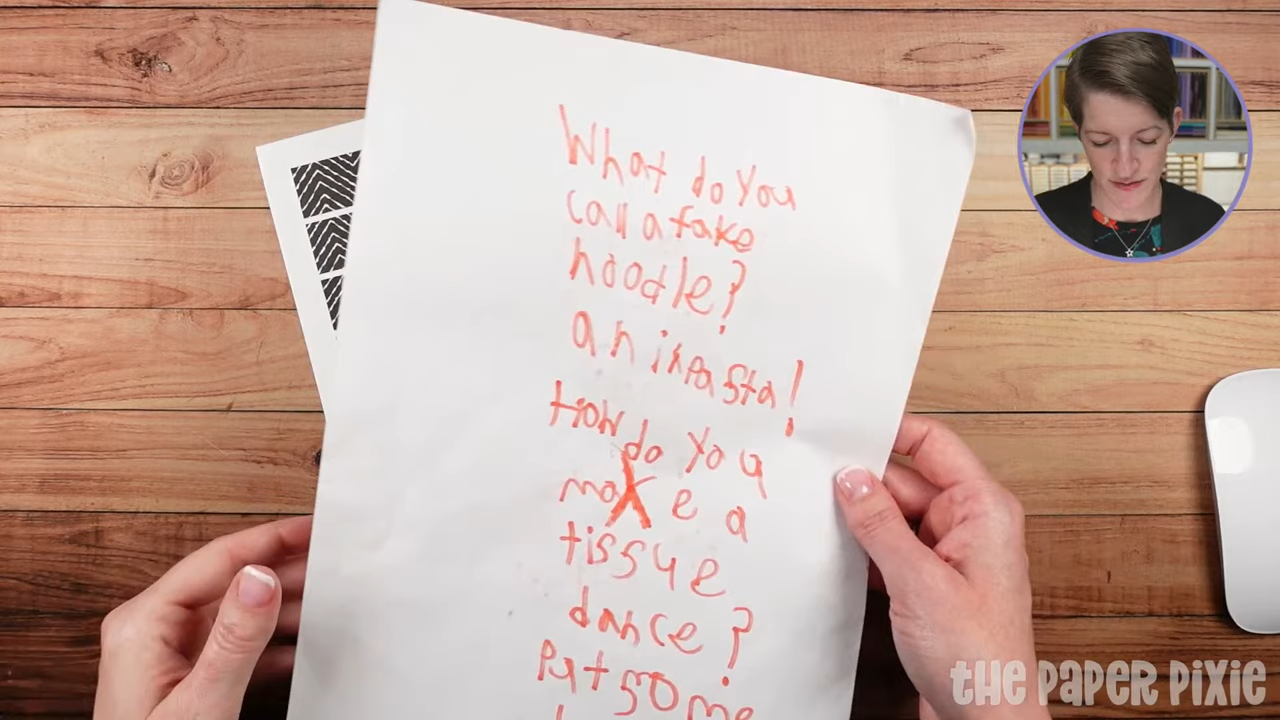 What do you
call a fake
noodle?
an impasta!
How do you
make a
tissue
dance?
Put some
the paper pixie